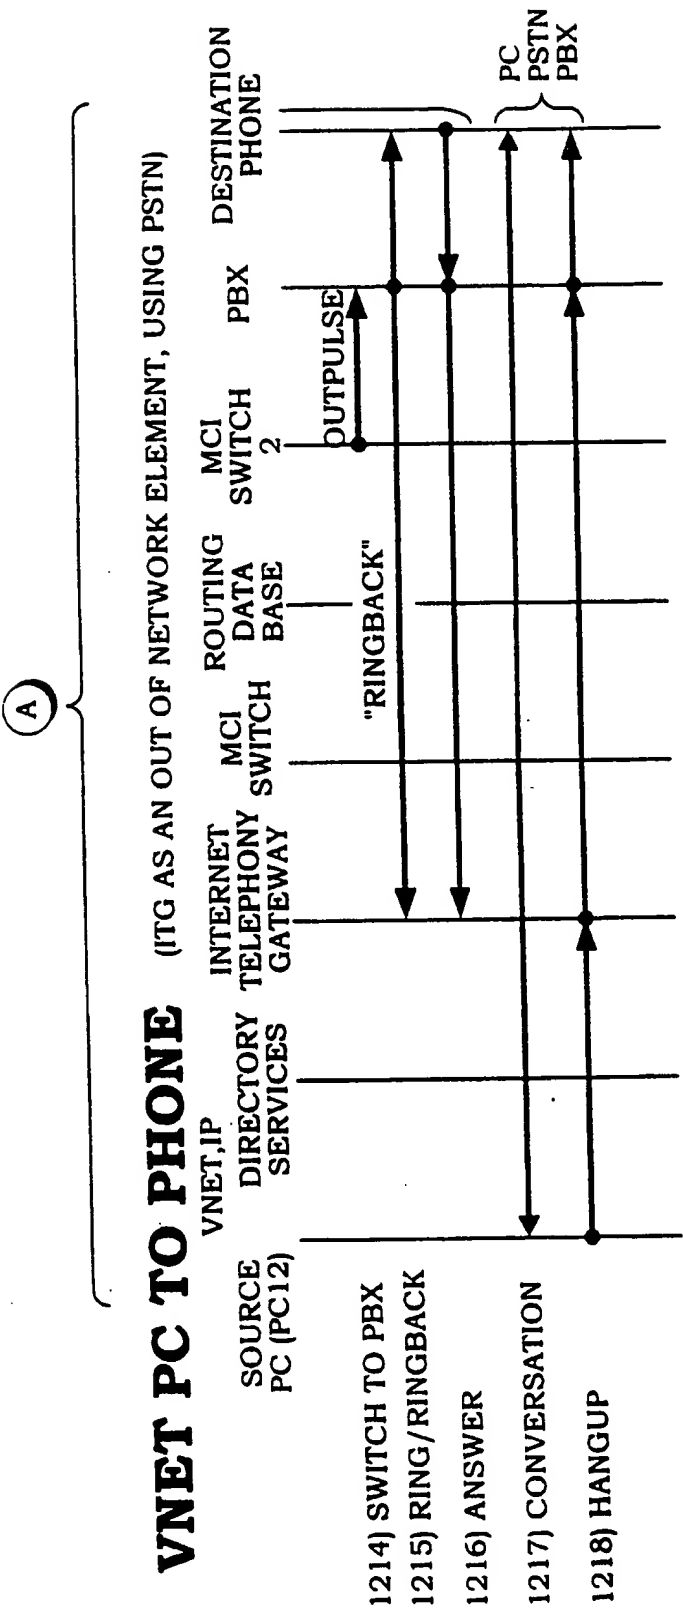 A
VNET PC TO PHONE (ITG AS AN OUT OF NETWORK ELEMENT, USING PSTN)
VNET,IP
SOURCE
PC (PC12)
DIRECTORY
SERVICES
INTERNET
TELEPHONY
GATEWAY
MCI
SWITCH
ROUTING
DATA
BASE
MCI
SWITCH
2
PBX
DESTINATION
PHONE
OUTPULSE
1214) SWITCH TO PBX
"RINGBACK"
1215) RING/RINGBACK
1216) ANSWER
1217) CONVERSATION
1218) HANGUP
PC
PSTN
PBX